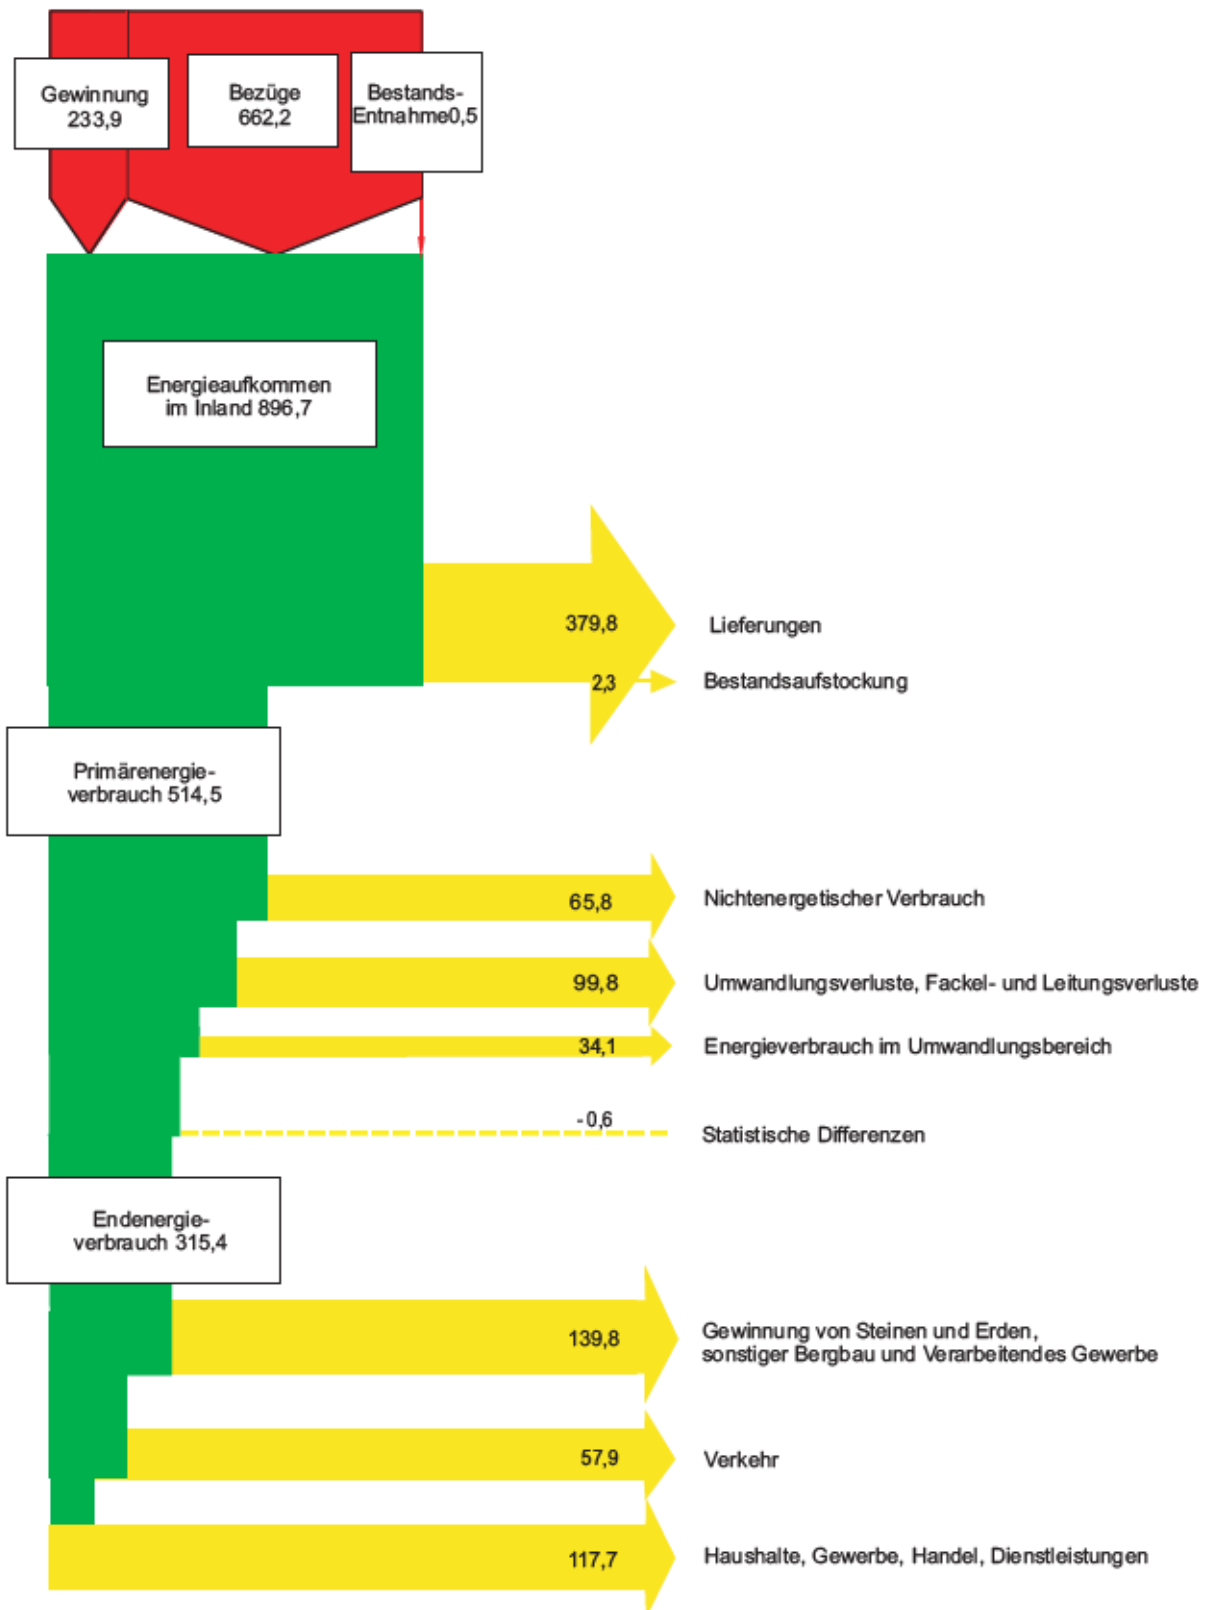 Gewinnung
233,9
Bezüge
662,2
Bestands-
Entnahme0,5
Energieaufkommen
im Inland 896,7
379,8
Lieferungen
2,3
Bestandsaufstockung
Primärenergie-
verbrauch 514,5
65,8
Nichtenergetischer Verbrauch
99,8
Umwandlungsverluste, Fackel- und Leitungsverluste
34,1
Energieverbrauch im Umwandlungsbereich
-0,6
Statistische Differenzen
Endenergie-
verbrauch 315,4
139,8
Gewinnung von Steinen und Erden,
sonstiger Bergbau und Verarbeitendes Gewerbe
57,9
Verkehr
117,7
Haushalte, Gewerbe, Handel, Dienstleistungen